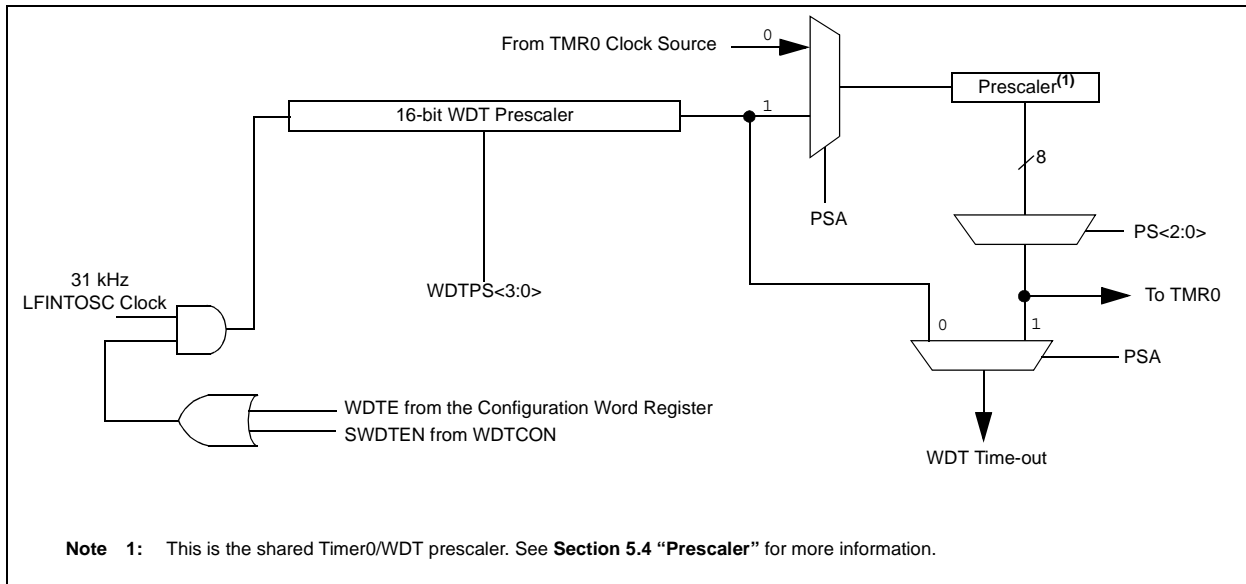 From TMR0 Clock Source
0
Prescaler(1)
16-bit WDT Prescaler
1
8
PSA
PS<2:0>
31 kHz
LFINTOSC Clock
WDTPS<3:0>
To TMR0
0
1
PSA
WDTE from the Configuration Word Register
SWDTEN from WDTCON
WDT Time-out
Note 1: This is the shared Timer0/WDT prescaler. See Section 5.4 “Prescaler” for more information.